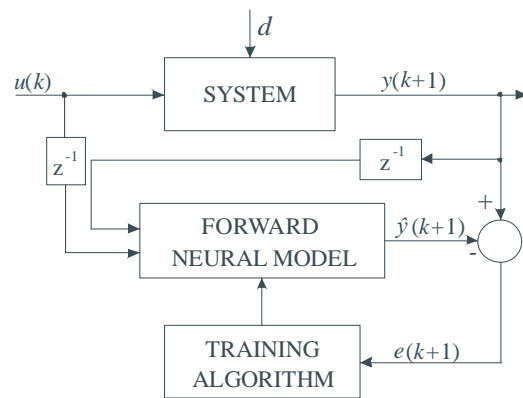 d
u(k)
SYSTEM
y(k+1)
z⁻¹
z⁻¹
+
FORWARD
NEURAL MODEL
ŷ(k+1)
-
TRAINING
ALGORITHM
e(k+1)